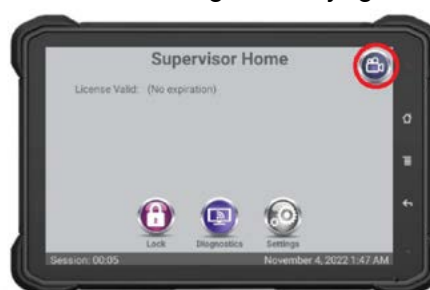 Supervisor Home
License Valid: (No expiration)
Lock Diagnostics Settings
Session: 00:05 November 4, 2022 1:47 AM